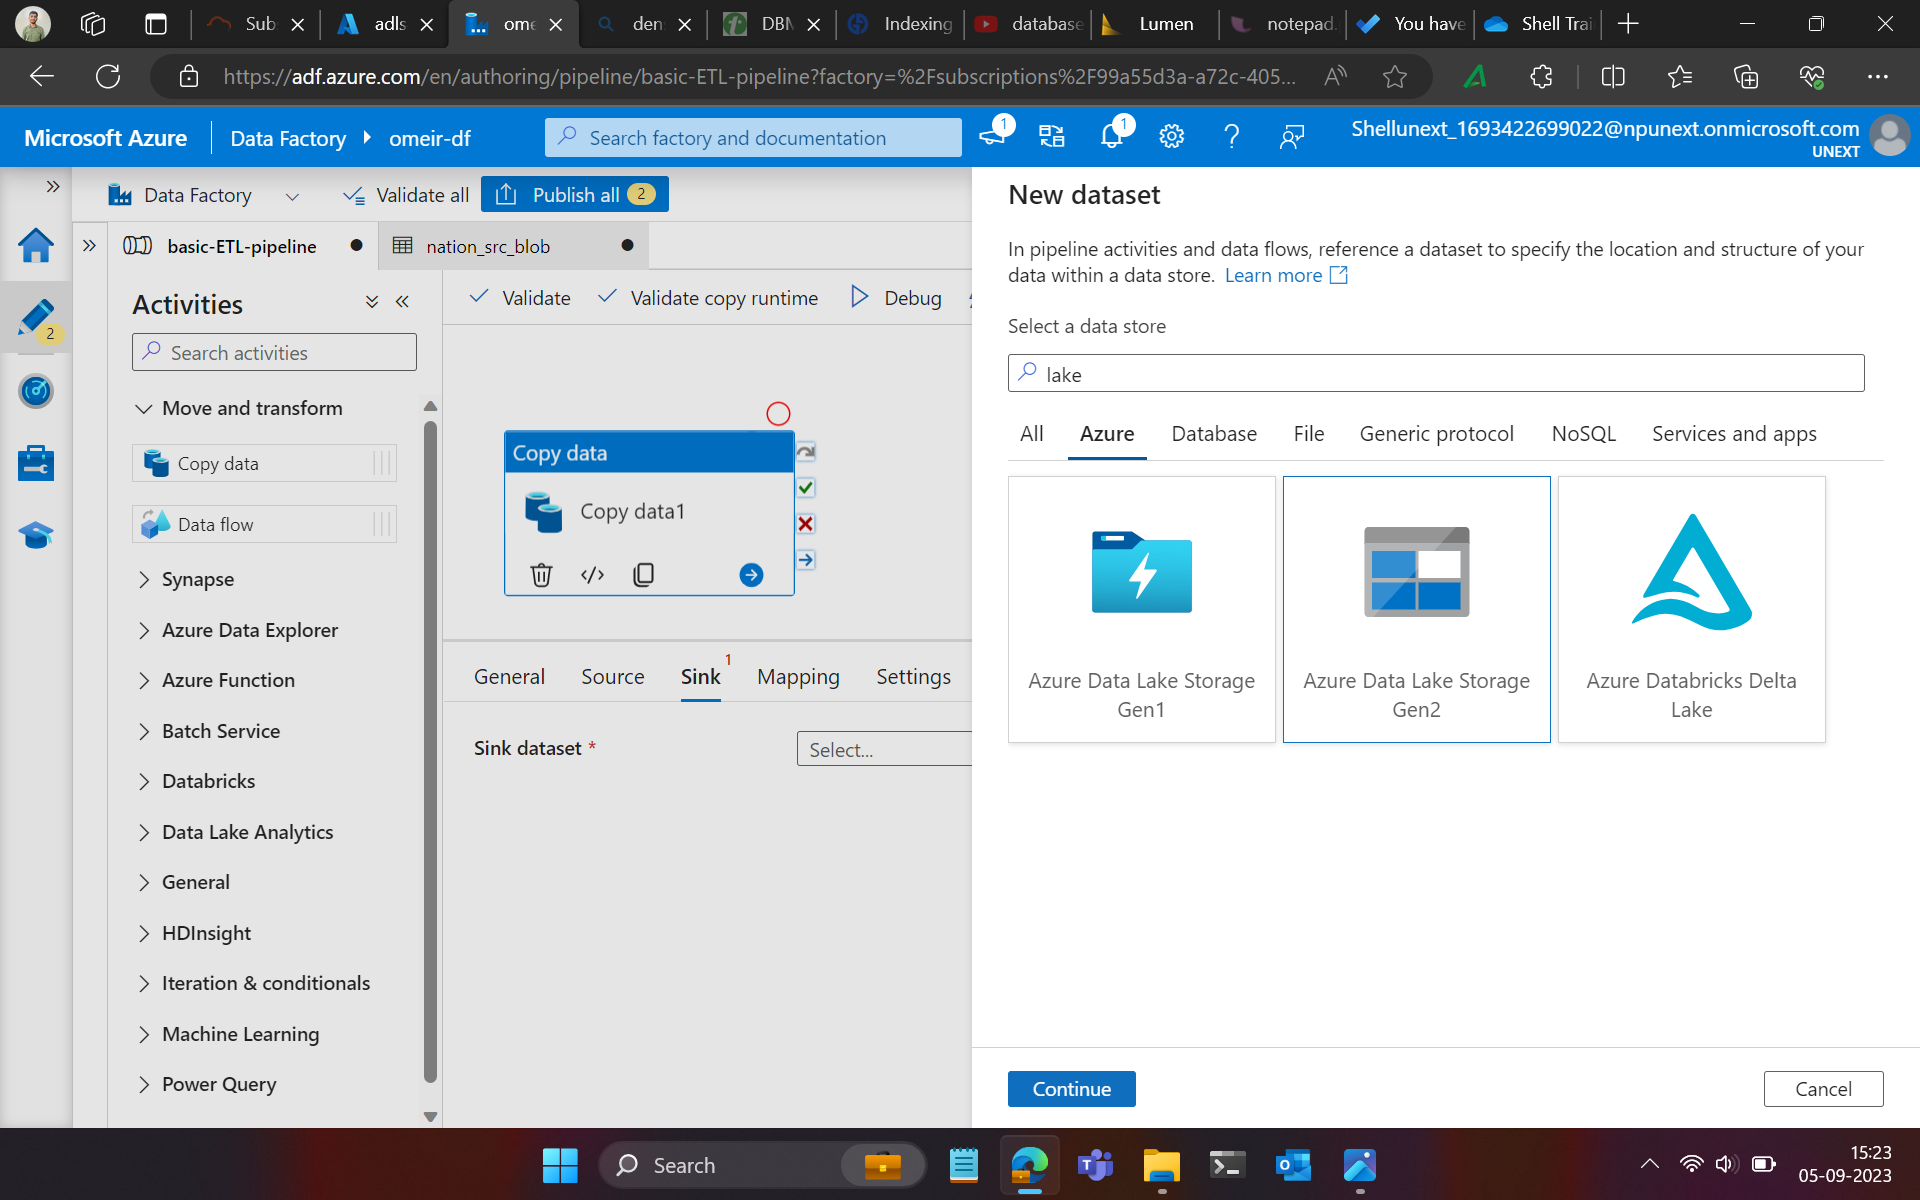 Sub
adls
ome
den
DBM
Indexing
database
Lumen
notepad.
You have
Shell Trai
https://adf.azure.com/en/authoring/pipeline/basic-ETL-pipeline?factory=%2Fsubscriptions%2F99a55d3a-a72c-405...
Microsoft Azure
Data Factory
omeir-df
Search factory and documentation
1
1
Shellunext_1693422699022@npunext.onmicrosoft.com
UNEXT
Data Factory
Validate all
Publish all 2
basic-ETL-pipeline
nation_src_blob
2
Activities
Search activities
Move and transform
Copy data
Data flow
Synapse
Azure Data Explorer
Azure Function
Batch Service
Databricks
Data Lake Analytics
General
HDInsight
Iteration & conditionals
Machine Learning
Power Query
Validate
Validate copy runtime
Debug
Copy data
Copy data1
General
Source
Sink 1
Mapping
Settings
Sink dataset *
Select...
New dataset
In pipeline activities and data flows, reference a dataset to specify the location and structure of your
data within a data store. Learn more
Select a data store
lake
All
Azure
Database
File
Generic protocol
NoSQL
Services and apps
Azure Data Lake Storage
Gen1
Azure Data Lake Storage
Gen2
Azure Databricks Delta
Lake
Continue
Cancel
Search
15:23
05-09-2023